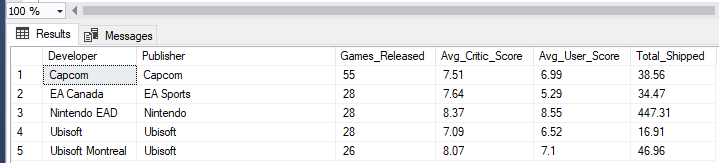 100 %
Results Messages
Developer Publisher Games_Released Avg_Critic_Score Avg_User_Score Total_Shipped
1 Capcom Capcom 55 7.51 6.99 38.56
2 EA Canada EA Sports 28 7.64 5.29 34.47
3 Nintendo EAD Nintendo 28 8.37 8.55 447.31
4 Ubisoft Ubisoft 28 7.09 6.52 16.91
5 Ubisoft Montreal Ubisoft 26 8.07 7.1 46.96